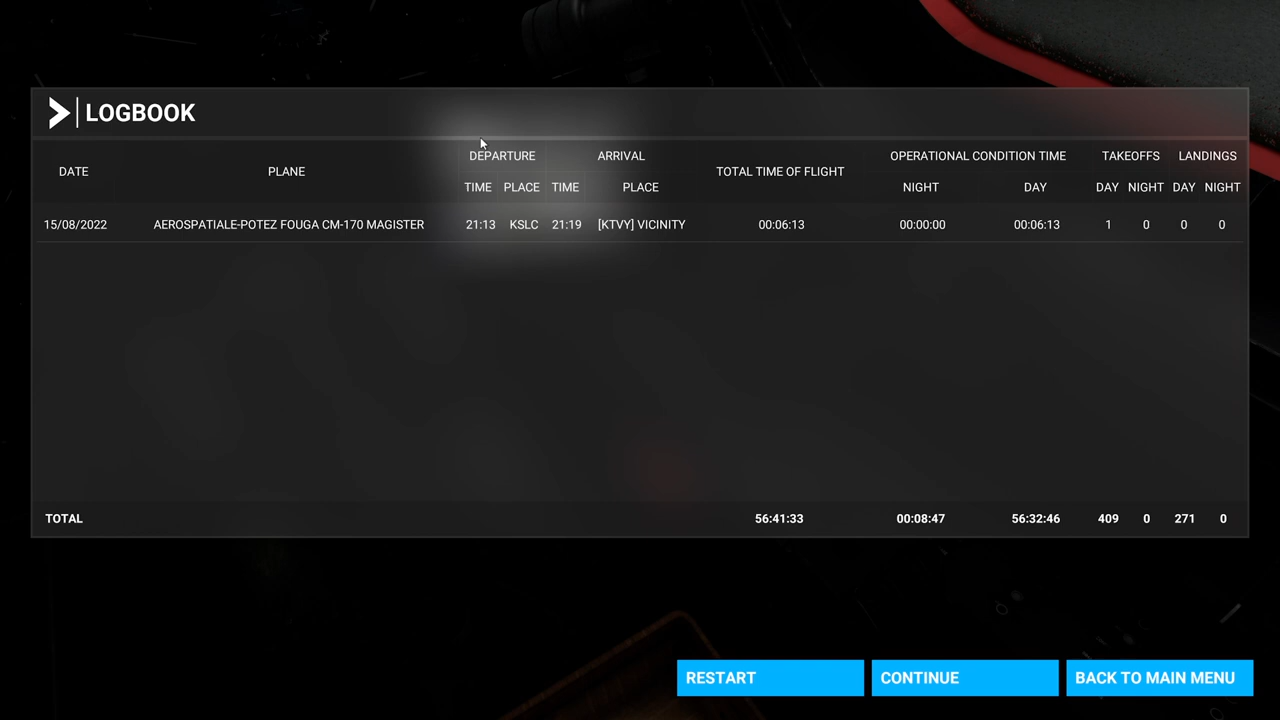 LOGBOOK
DEPARTURE ARRIVAL OPERATIONAL CONDITION TIME TAKEOFFS LANDINGS
DATE PLANE TOTAL TIME OF FLIGHT
TIME PLACE TIME PLACE NIGHT DAY DAY NIGHT DAY NIGHT
15/08/2022 AEROSPATIALE-POTEZ FOUGA CM-170 MAGISTER 21:13 KSLC 21:19 [KTVY] VICINITY 00:06:13 00:00:00 00:06:13 1 0 0 0
TOTAL 56:41:33 00:08:47 56:32:46 409 0 271 0
RESTART CONTINUE BACK TO MAIN MENU